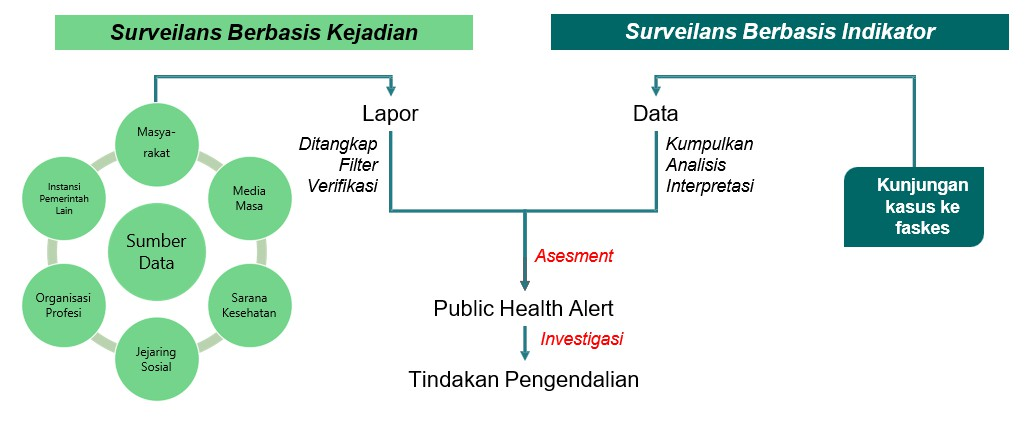 Surveilans Berbasis Kejadian
Surveilans Berbasis Indikator
Masya-
rakat
Media
Masa
Sarana
Kesehatan
Jejaring
Sosial
Organisasi
Profesi
Instansi
Pemerintah
Lain
Sumber
Data
Lapor
Ditangkap
Filter
Verifikasi
Data
Kumpulkan
Analisis
Interpretasi
Kunjungan
kasus ke
faskes
Asesment
Public Health Alert
Investigasi
Tindakan Pengendalian